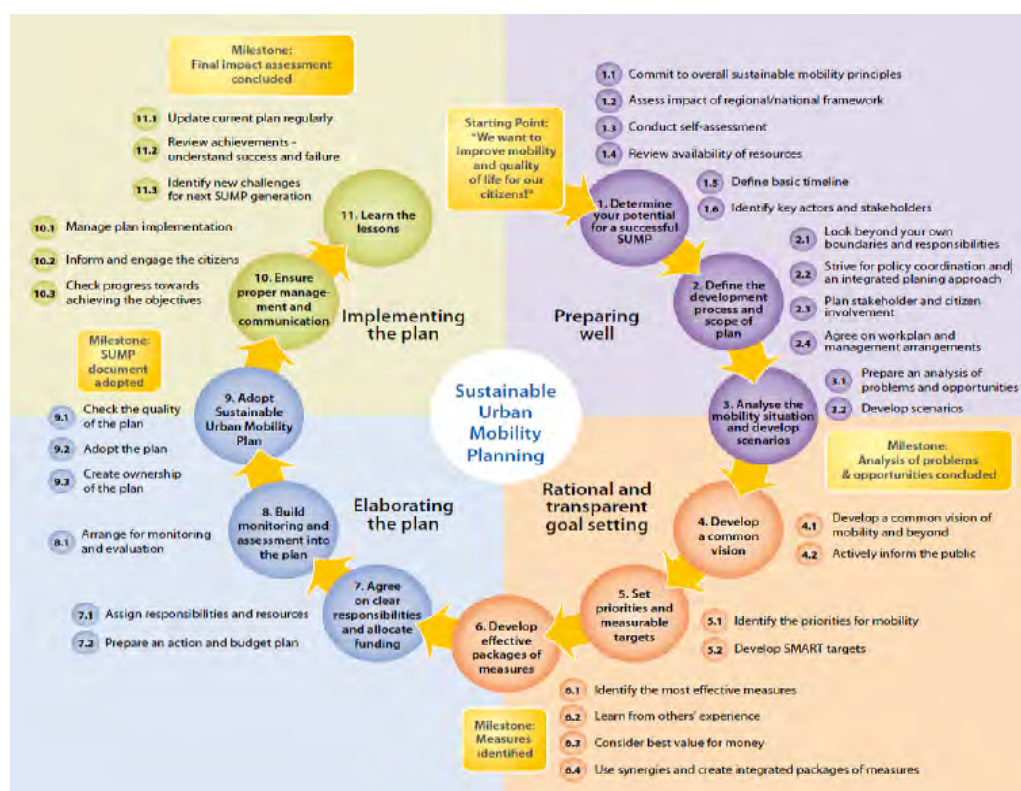 Starting Point:
"We want to
improve mobility
and quality
of life for our
citizens!"
1.1 Commit to overall sustainable mobility principles
1.2 Assess impact of regional/national framework
1.3 Conduct self-assessment
1.4 Review availability of resources
1.5 Define basic timeline
1.6 Identify key actors and stakeholders
1. Determine
your potential
for a successful
SUMP
2.1 Look beyond your own
boundaries and responsibilities
2.2 Strive for policy coordination and
an integrated planing approach
2.3 Plan stakeholder and citizen
involvement
2.4 Agree on workplan and
management arrangements
2. Define the
development
process and
scope of
plan
Preparing
well
3.1 Prepare an analysis of
problems and opportunities
3.2 Develop scenarios
3. Analyse the
mobility situation
and develop
scenarios
Milestone:
Analysis of problems
& opportunities concluded
Rational and
transparent
goal setting
4. Develop
a common
vision
4.1 Develop a common vision of
mobility and beyond
4.2 Actively inform the public
5. Set
priorities and
measurable
targets
5.1 Identify the priorities for mobility
5.2 Develop SMART targets
6. Develop
effective
packages of
measures
6.1 Identify the most effective measures
6.2 Learn from others' experience
6.3 Consider best value for money
6.4 Use synergies and create integrated packages of measures
Milestone:
Measures
identified
7. Agree
on clear
responsibilities
and allocate
funding
7.1 Assign responsibilities and resources
7.2 Prepare an action and budget plan
Elaborating
the plan
8. Build
monitoring and
assessment into
the plan
8.1 Arrange for monitoring
and evaluation
9. Adopt
Sustainable
Urban Mobility
Plan
9.1 Check the quality
of the plan
9.2 Adopt the plan
9.3 Create ownership
of the plan
Milestone:
SUMP
document
adopted
10. Ensure
proper manage-
ment and
communication
10.1 Manage plan implementation
10.2 Inform and engage the citizens
10.3 Check progress towards
achieving the objectives
Implementing
the plan
11. Learn the
lessons
11.1 Update current plan regularly
11.2 Review achievements -
understand success and failure
11.3 Identify new challenges
for next SUMP generation
Milestone:
Final impact assessment
concluded
Sustainable
Urban
Mobility
Planning